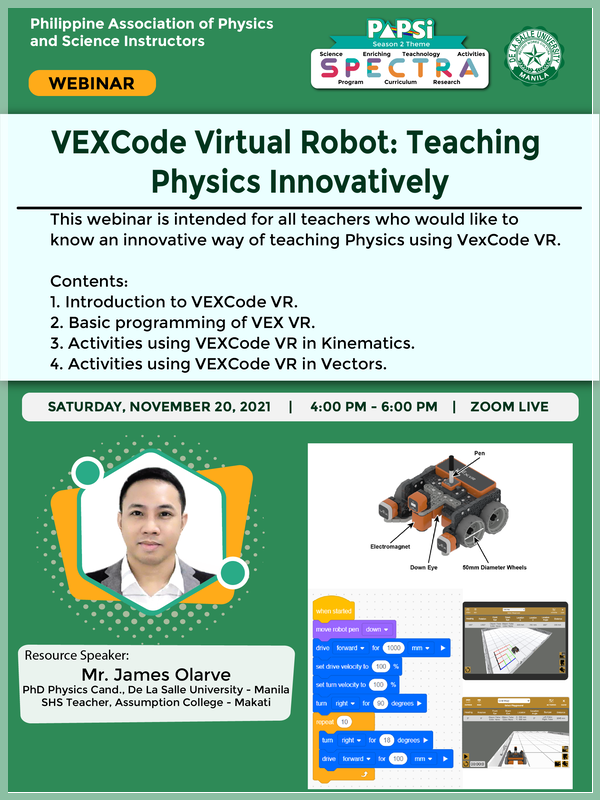 Philippine Association of Physics
and Science Instructors
WEBINAR
PAPSi
Season 2 Theme
Science Enriching Technology Activities
SPECTRA
Program Curriculum Research
DE LA SALLE UNIVERSITY
MANILA
VEXCode Virtual Robot: Teaching
Physics Innovatively
This webinar is intended for all teachers who would like to
know an innovative way of teaching Physics using VexCode VR.
Contents:
1. Introduction to VEXCode VR.
2. Basic programming of VEX VR.
3. Activities using VEXCode VR in Kinematics.
4. Activities using VEXCode VR in Vectors.
SATURDAY, NOVEMBER 20, 2021 | 4:00 PM - 6:00 PM | ZOOM LIVE
Pen
Electromagnet
Down Eye
50mm Diameter Wheels
when started
move robot pen down
drive forward for 1000 mm
set drive velocity to 100 %
set turn velocity to 100 %
turn right for 90 degrees
repeat 10
turn right for 18 degrees
drive forward for 100 mm
Resource Speaker:
Mr. James Olarve
PhD Physics Cand., De La Salle University - Manila
SHS Teacher, Assumption College - Makati